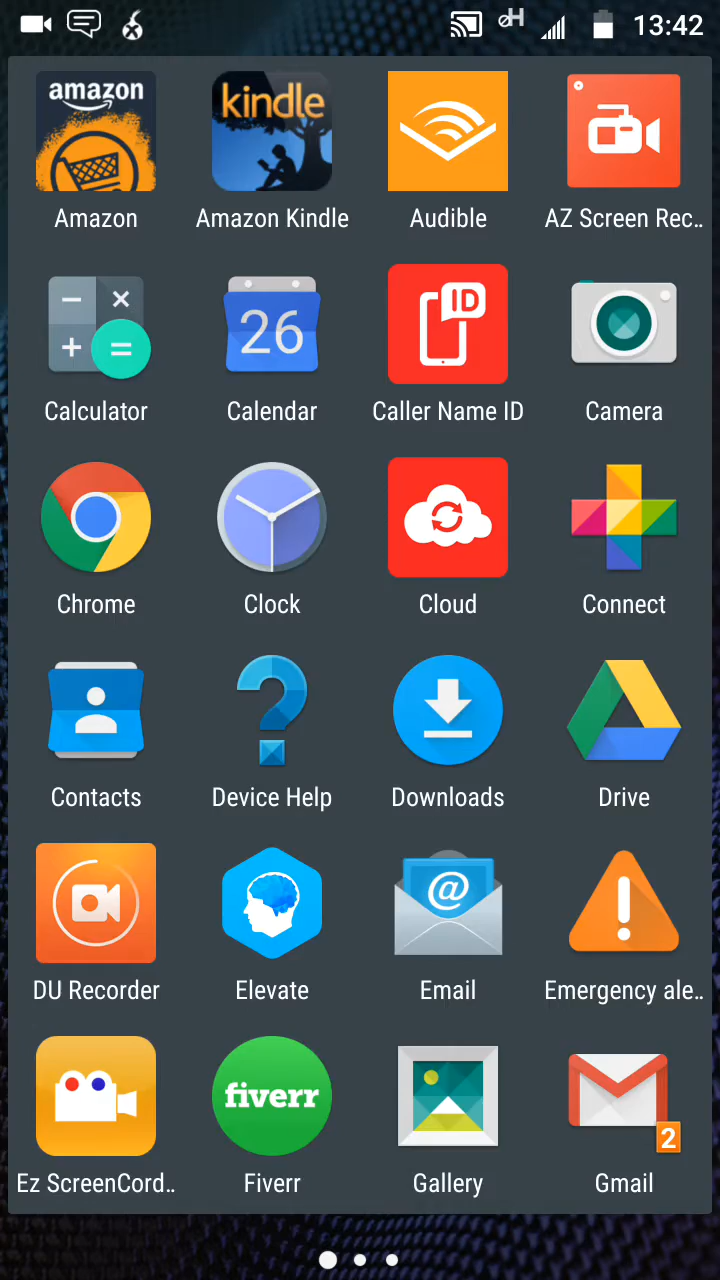 H 13:42
amazon
kindle
Amazon
Amazon Kindle
Audible
AZ Screen Rec..
− ×
+ =
26
ID
Calculator
Calendar
Caller Name ID
Camera
Chrome
Clock
Cloud
Connect
?
Contacts
Device Help
Downloads
Drive
@
!
DU Recorder
Elevate
Email
Emergency ale..
fiverr
2
Ez ScreenCord..
Fiverr
Gallery
Gmail